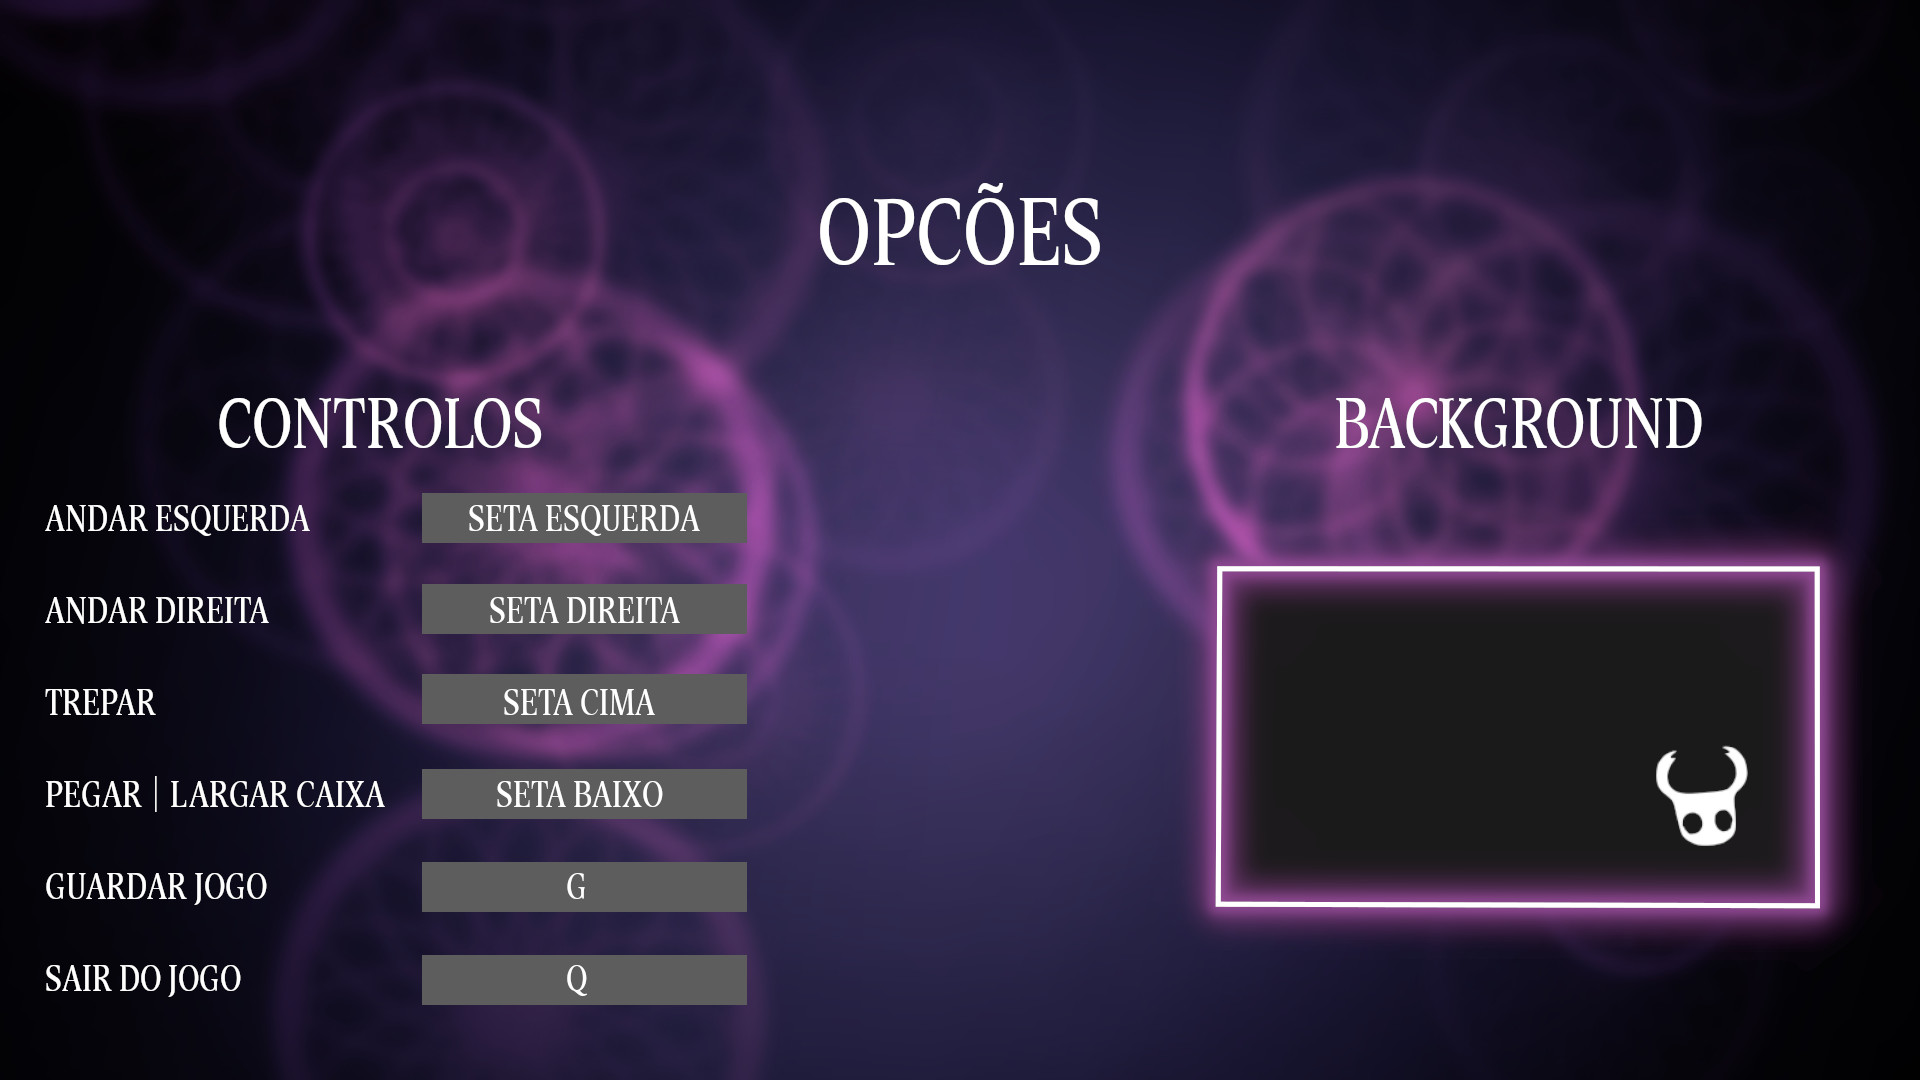 OPCÕES
CONTROLOS
ANDAR ESQUERDA SETA ESQUERDA
ANDAR DIREITA SETA DIREITA
TREPAR SETA CIMA
PEGAR | LARGAR CAIXA SETA BAIXO
GUARDAR JOGO G
SAIR DO JOGO Q
BACKGROUND